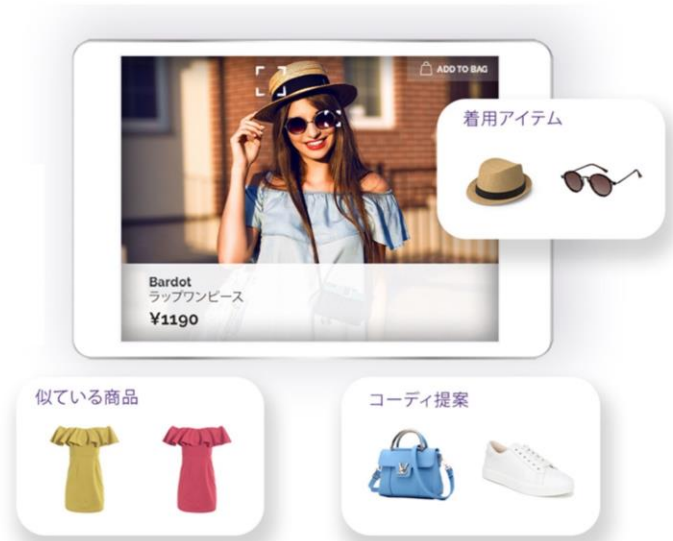 ADD TO BAG
着用アイテム
Bardot
ラップワンピース
¥1190
似ている商品
コーディ提案